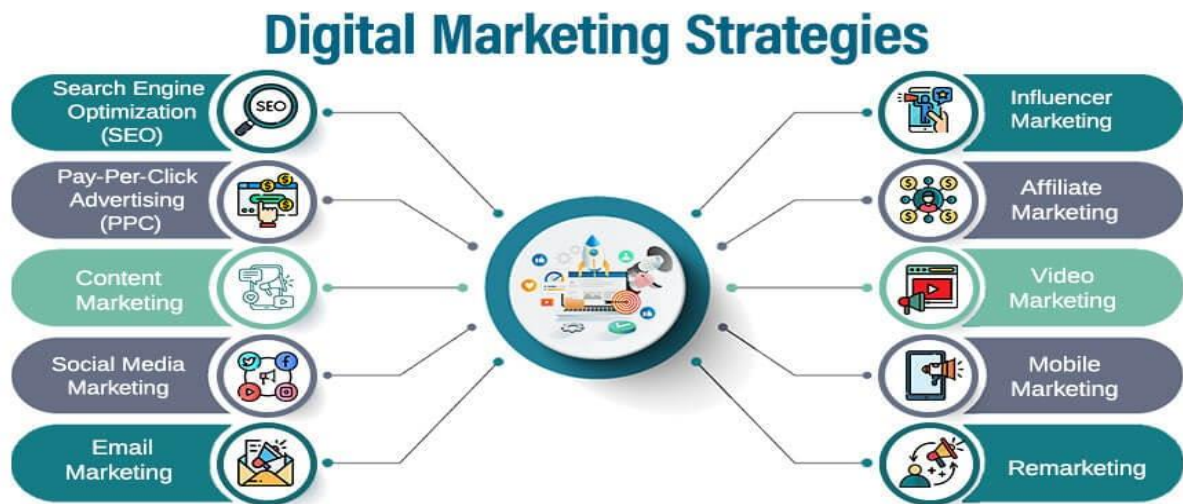 Digital Marketing Strategies
Search Engine
Optimization
(SEO)
SEO
Pay-Per-Click
Advertising
(PPC)
Content
Marketing
Social Media
Marketing
Email
Marketing
Influencer
Marketing
Affiliate
Marketing
Video
Marketing
Mobile
Marketing
Remarketing